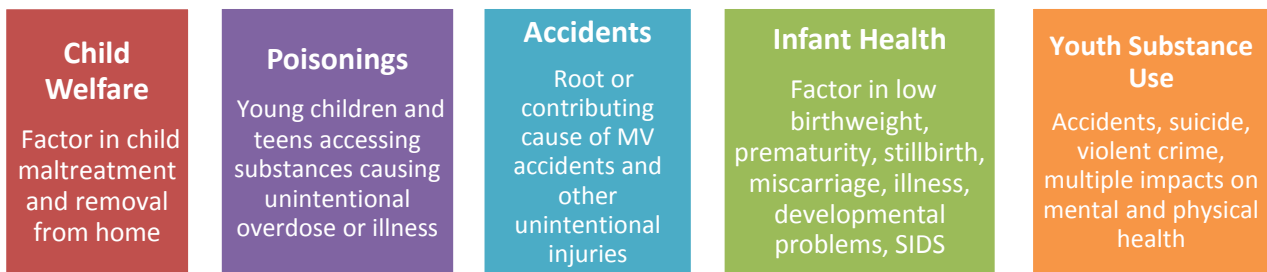 Child
Welfare
Factor in child
maltreatment
and removal
from home
Poisonings
Young children and
teens accessing
substances causing
unintentional
overdose or illness
Accidents
Root or
contributing
cause of MV
accidents and
other
unintentional
injuries
Infant Health
Factor in low
birthweight,
prematurity, stillbirth,
miscarriage, illness,
developmental
problems, SIDS
Youth Substance
Use
Accidents, suicide,
violent crime,
multiple impacts on
mental and physical
health